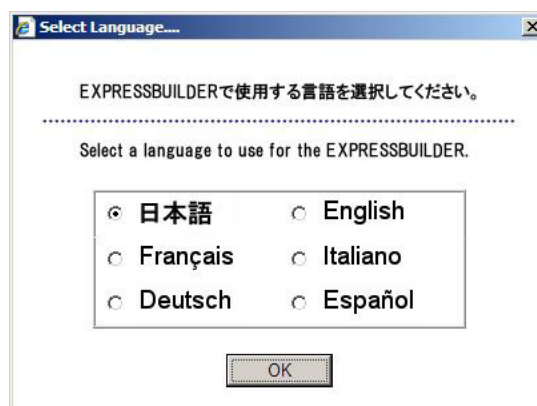 Select Language....
EXPRESSBUILDERで使用する言語を選択してください。
Select a language to use for the EXPRESSBUILDER.
日本語 English
Français Italiano
Deutsch Español
OK